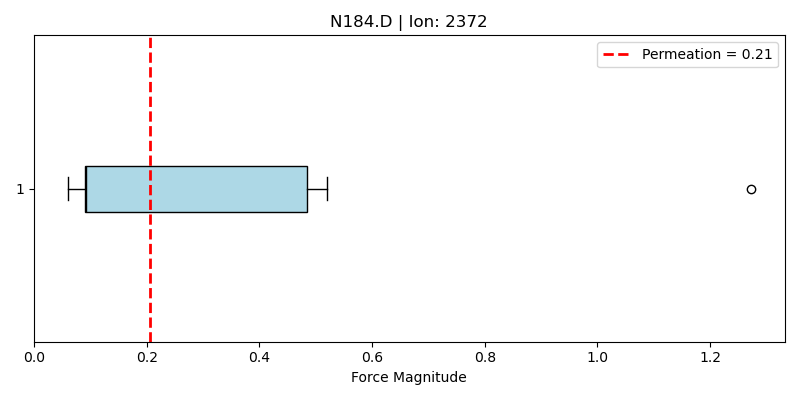 N184.D | Ion: 2372
Permeation = 0.21
1
0.0 0.2 0.4 0.6 0.8 1.0 1.2
Force Magnitude